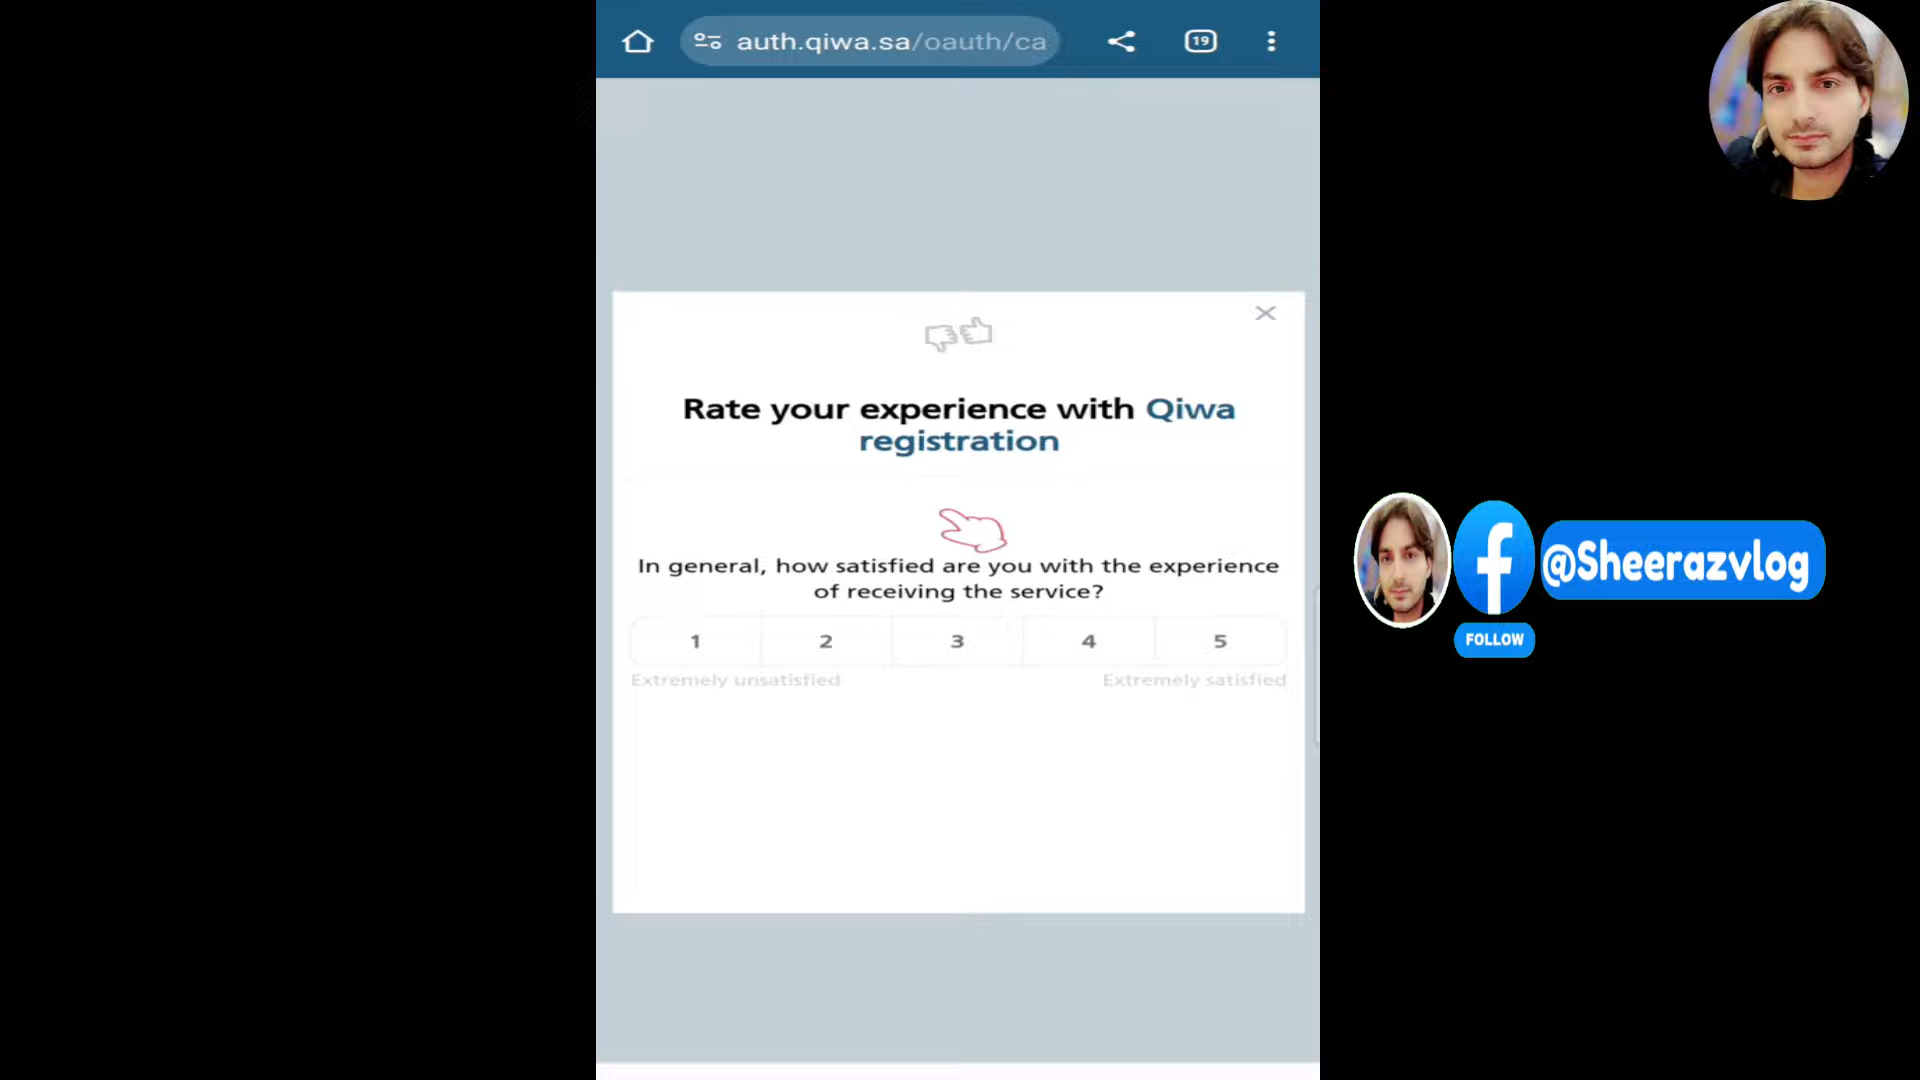 auth.qiwa.sa/oauth/ca
19
Rate your experience with Qiwa
registration
In general, how satisfied are you with the experience
of receiving the service?
1 2 3 4 5
Extremely unsatisfied Extremely satisfied
@Sheerazvlog
FOLLOW